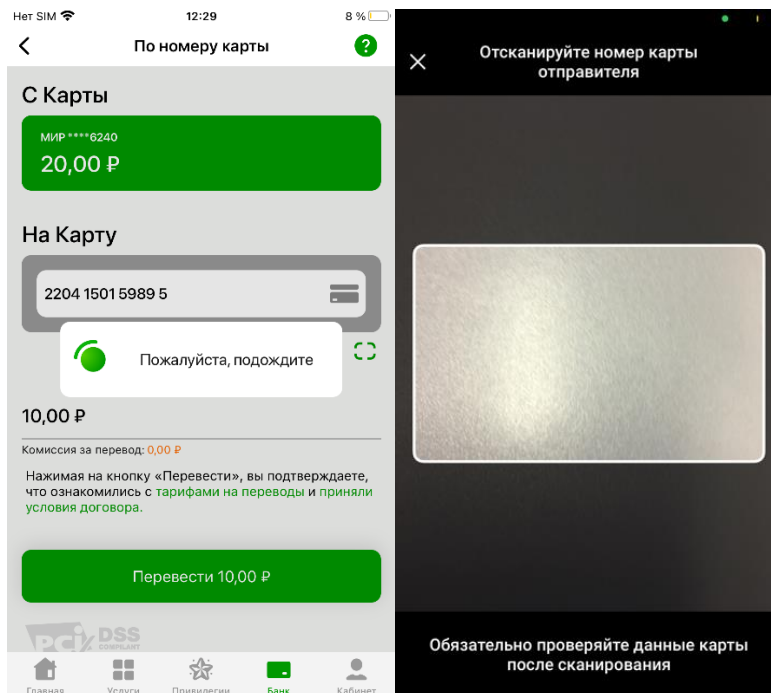 Нет SIM 12:29 8 %
По номеру карты ?
С Карты
МИР ****6240
20,00 ₽
На Карту
2204 1501 5989 5
Пожалуйста, подождите
10,00 ₽
Комиссия за перевод: 0,00 ₽
Нажимая на кнопку «Перевести», вы подтверждаете,
что ознакомились с тарифами на переводы и приняли
условия договора.
Перевести 10,00 ₽
PCI DSS
COMPLIANT
Главная Услуги Привилегии Банк Кабинет
Отсканируйте номер карты
отправителя
Обязательно проверяйте данные карты
после сканирования